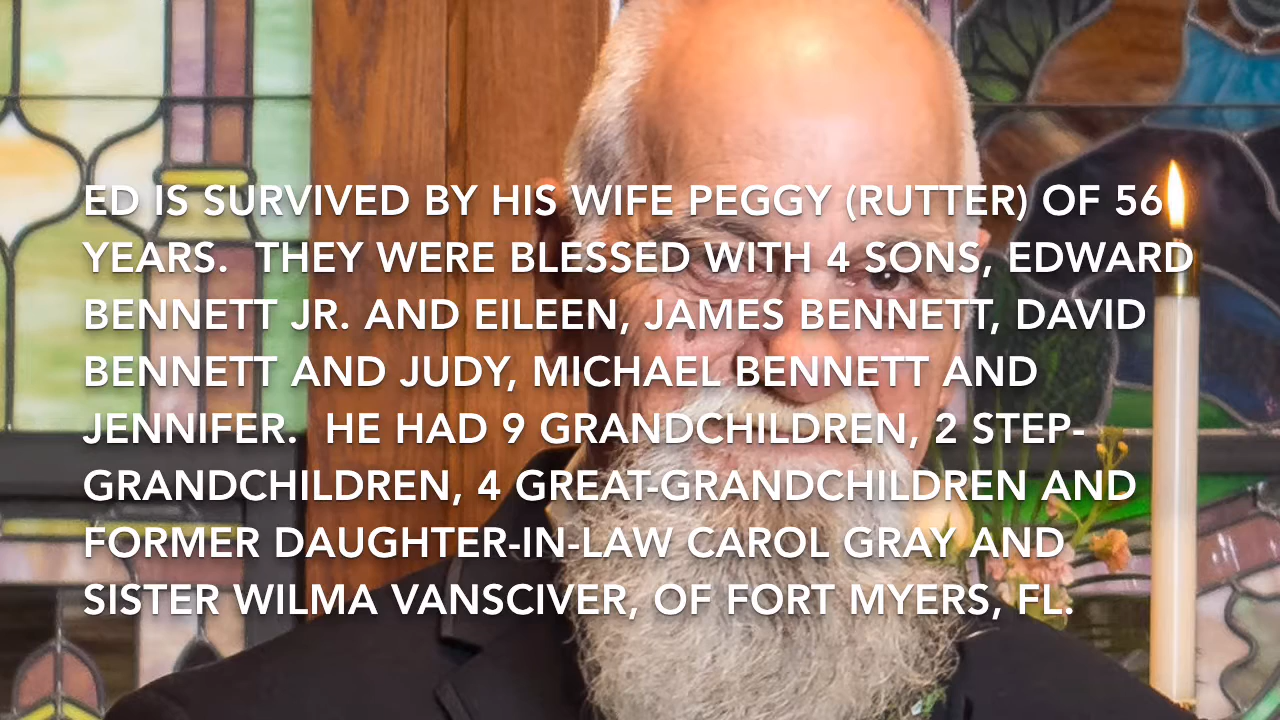 ED IS SURVIVED BY HIS WIFE PEGGY (RUTTER) OF 56
YEARS.  THEY WERE BLESSED WITH 4 SONS, EDWARD
BENNETT JR. AND EILEEN, JAMES BENNETT, DAVID
BENNETT AND JUDY, MICHAEL BENNETT AND
JENNIFER.  HE HAD 9 GRANDCHILDREN, 2 STEP-
GRANDCHILDREN, 4 GREAT-GRANDCHILDREN AND
FORMER DAUGHTER-IN-LAW CAROL GRAY AND
SISTER WILMA VANSCIVER, OF FORT MYERS, FL.